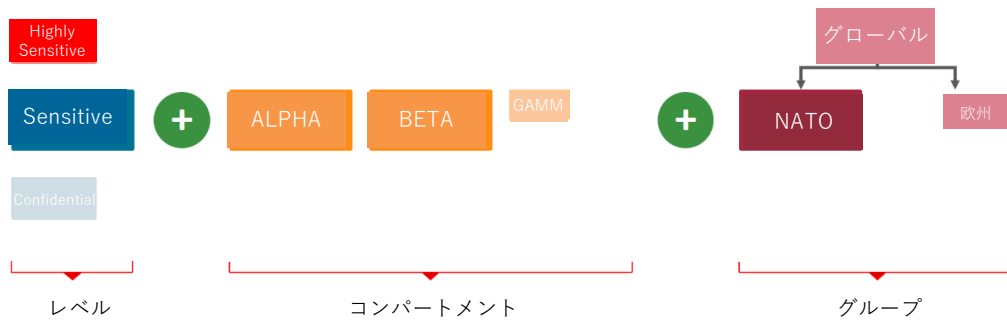 Highly
Sensitive
グローバル
Sensitive
+
ALPHA
BETA
GAMM
+
NATO
欧州
Confidential
レベル
コンパートメント
グループ